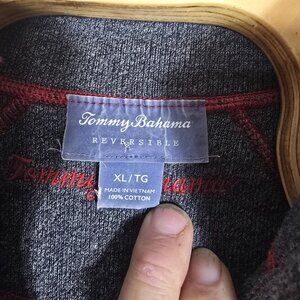 Tommy Bahama
REVERSIBLE
XL/TG
MADE IN VIETNAM
100% COTTON